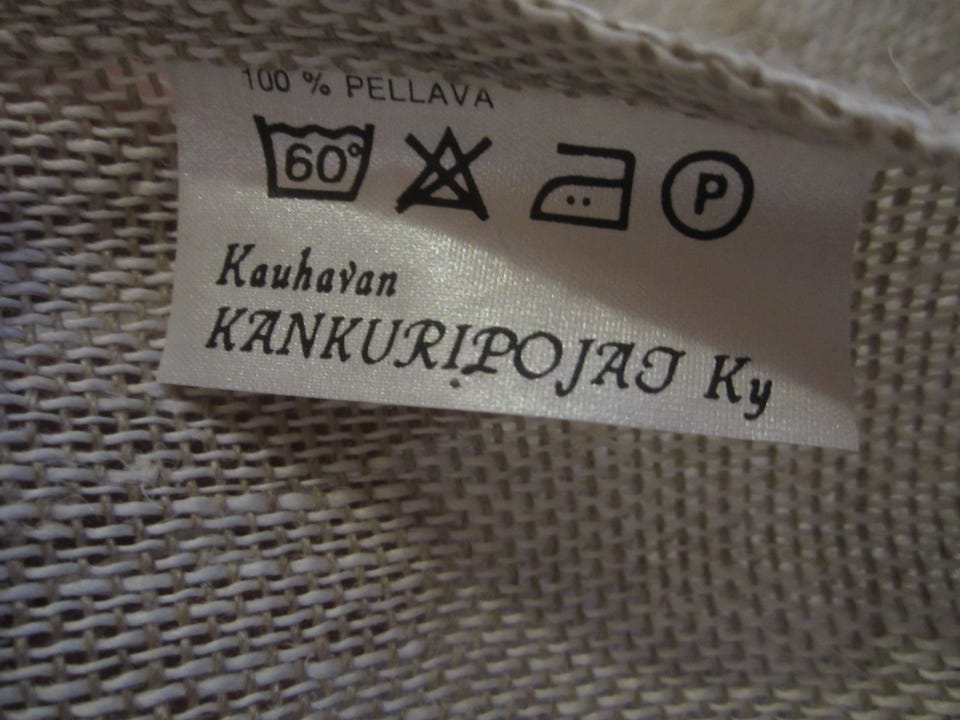 100 % PELLAVA
60° P
Kauhavan
KANKURIPOJAT Ky